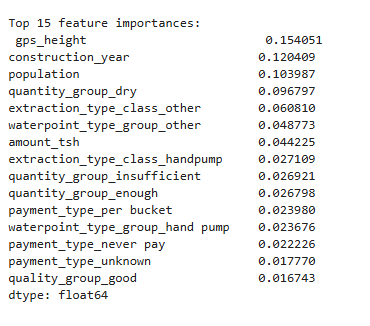 Top 15 feature importances:
gps_height 0.154051
construction_year 0.120409
population 0.103987
quantity_group_dry 0.096797
extraction_type_class_other 0.060810
waterpoint_type_group_other 0.048773
amount_tsh 0.044225
extraction_type_class_handpump 0.027109
quantity_group_insufficient 0.026921
quantity_group_enough 0.026798
payment_type_per bucket 0.023980
waterpoint_type_group_hand pump 0.023676
payment_type_never pay 0.022226
payment_type_unknown 0.017770
quality_group_good 0.016743
dtype: float64